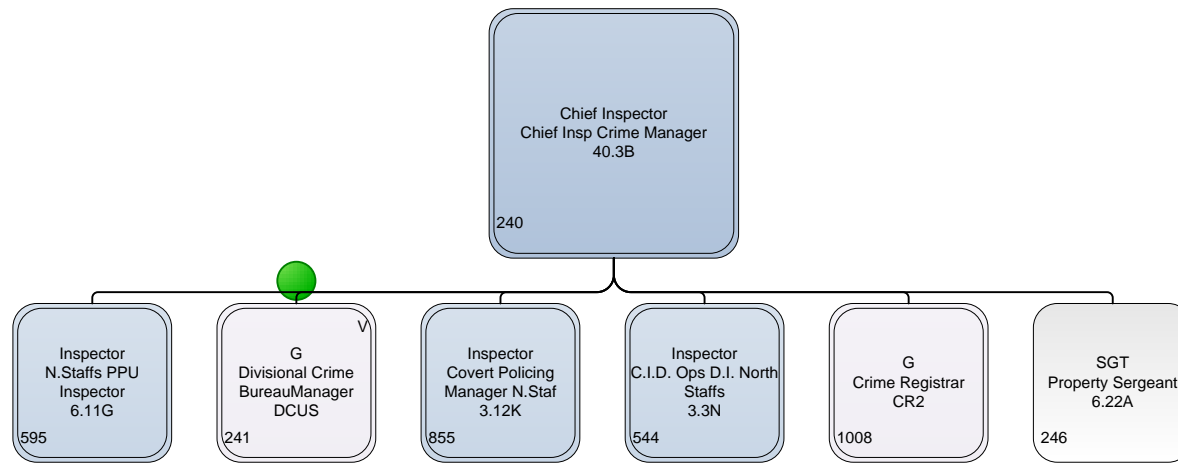 Chief Inspector
Chief Insp Crime Manager
40.3B
240
Inspector
N.Staffs PPU
Inspector
6.11G
595
V
G
Divisional Crime
BureauManager
DCUS
241
Inspector
Covert Policing
Manager N.Staf
3.12K
855
Inspector
C.I.D. Ops D.I. North
Staffs
3.3N
544
G
Crime Registrar
CR2
1008
SGT
Property Sergeant
6.22A
246